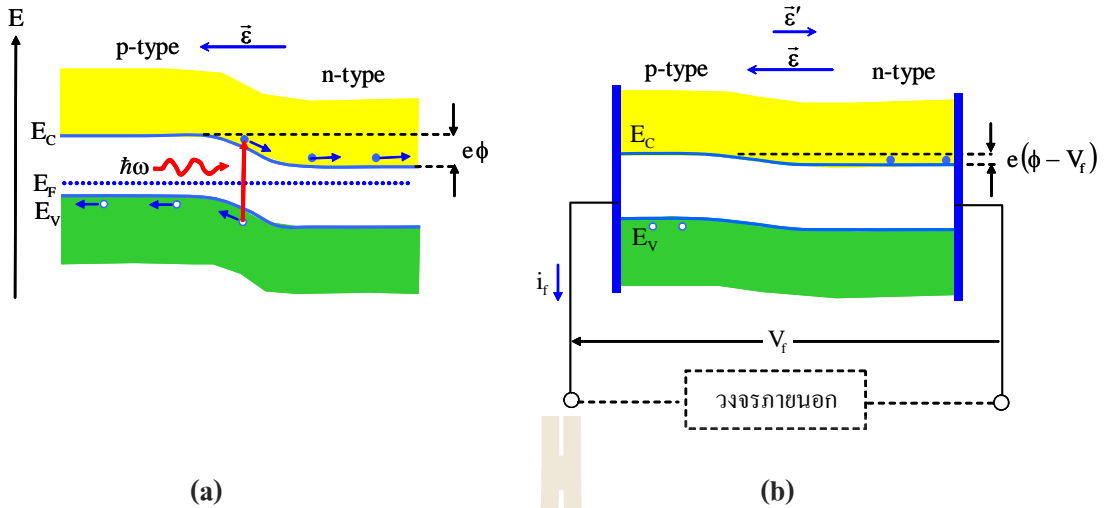 E
p-type
ε⃗
n-type
E_C
eϕ
ħω
E_F
E_V
(a)
ε⃗′
ε⃗
p-type
n-type
E_C
e(ϕ − V_f)
E_V
i_f
V_f
วงจรภายนอก
(b)